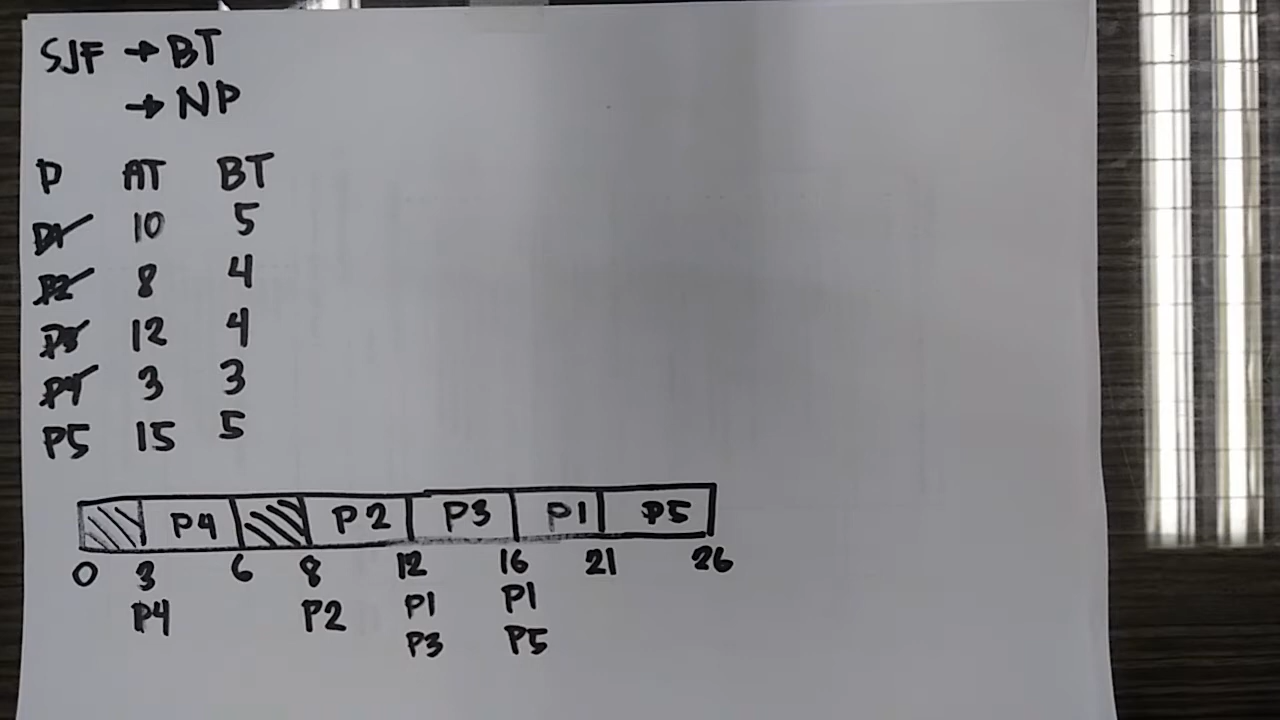 SJF → BT
→ NP
P AT BT
P1 10 5
P2 8 4
P3 12 4
P4 3 3
P5 15 5
P4 P2 P3 P1 P5
0 3 6 8 12 16 21 26
P4 P2 P1 P1
P3 P5